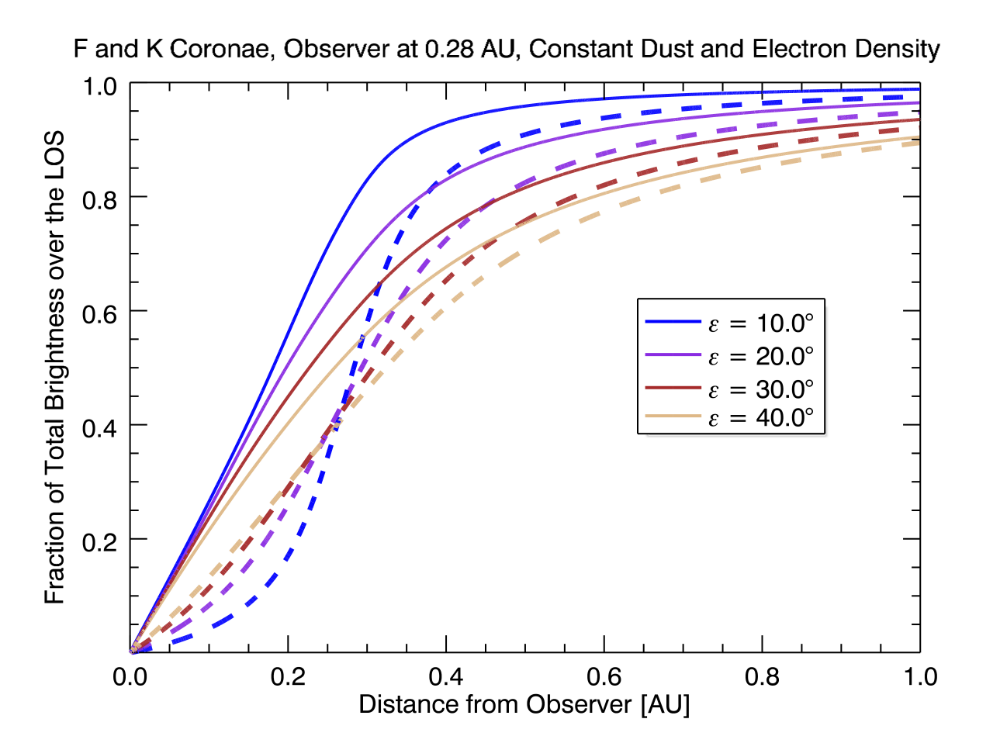 F and K Coronae, Observer at 0.28 AU, Constant Dust and Electron Density
1.0
0.8
0.6
0.4
0.2
Fraction of Total Brightness over the LOS
ε = 10.0°
ε = 20.0°
ε = 30.0°
ε = 40.0°
0.0 0.2 0.4 0.6 0.8 1.0
Distance from Observer [AU]